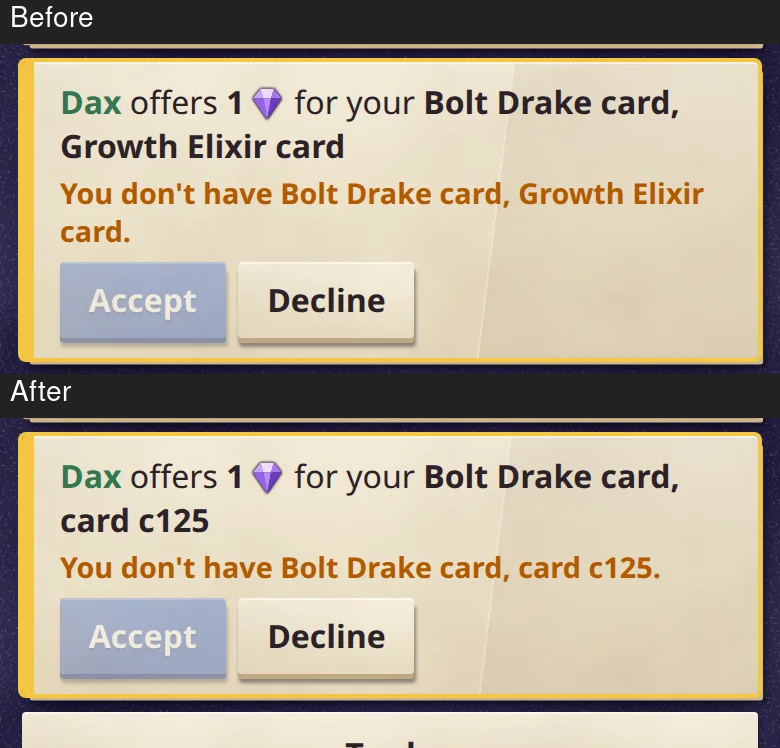 Before
Dax offers 1 for your Bolt Drake card,
Growth Elixir card
You don't have Bolt Drake card, Growth Elixir
card.
Accept Decline
After
Dax offers 1 for your Bolt Drake card,
card c125
You don't have Bolt Drake card, card c125.
Accept Decline